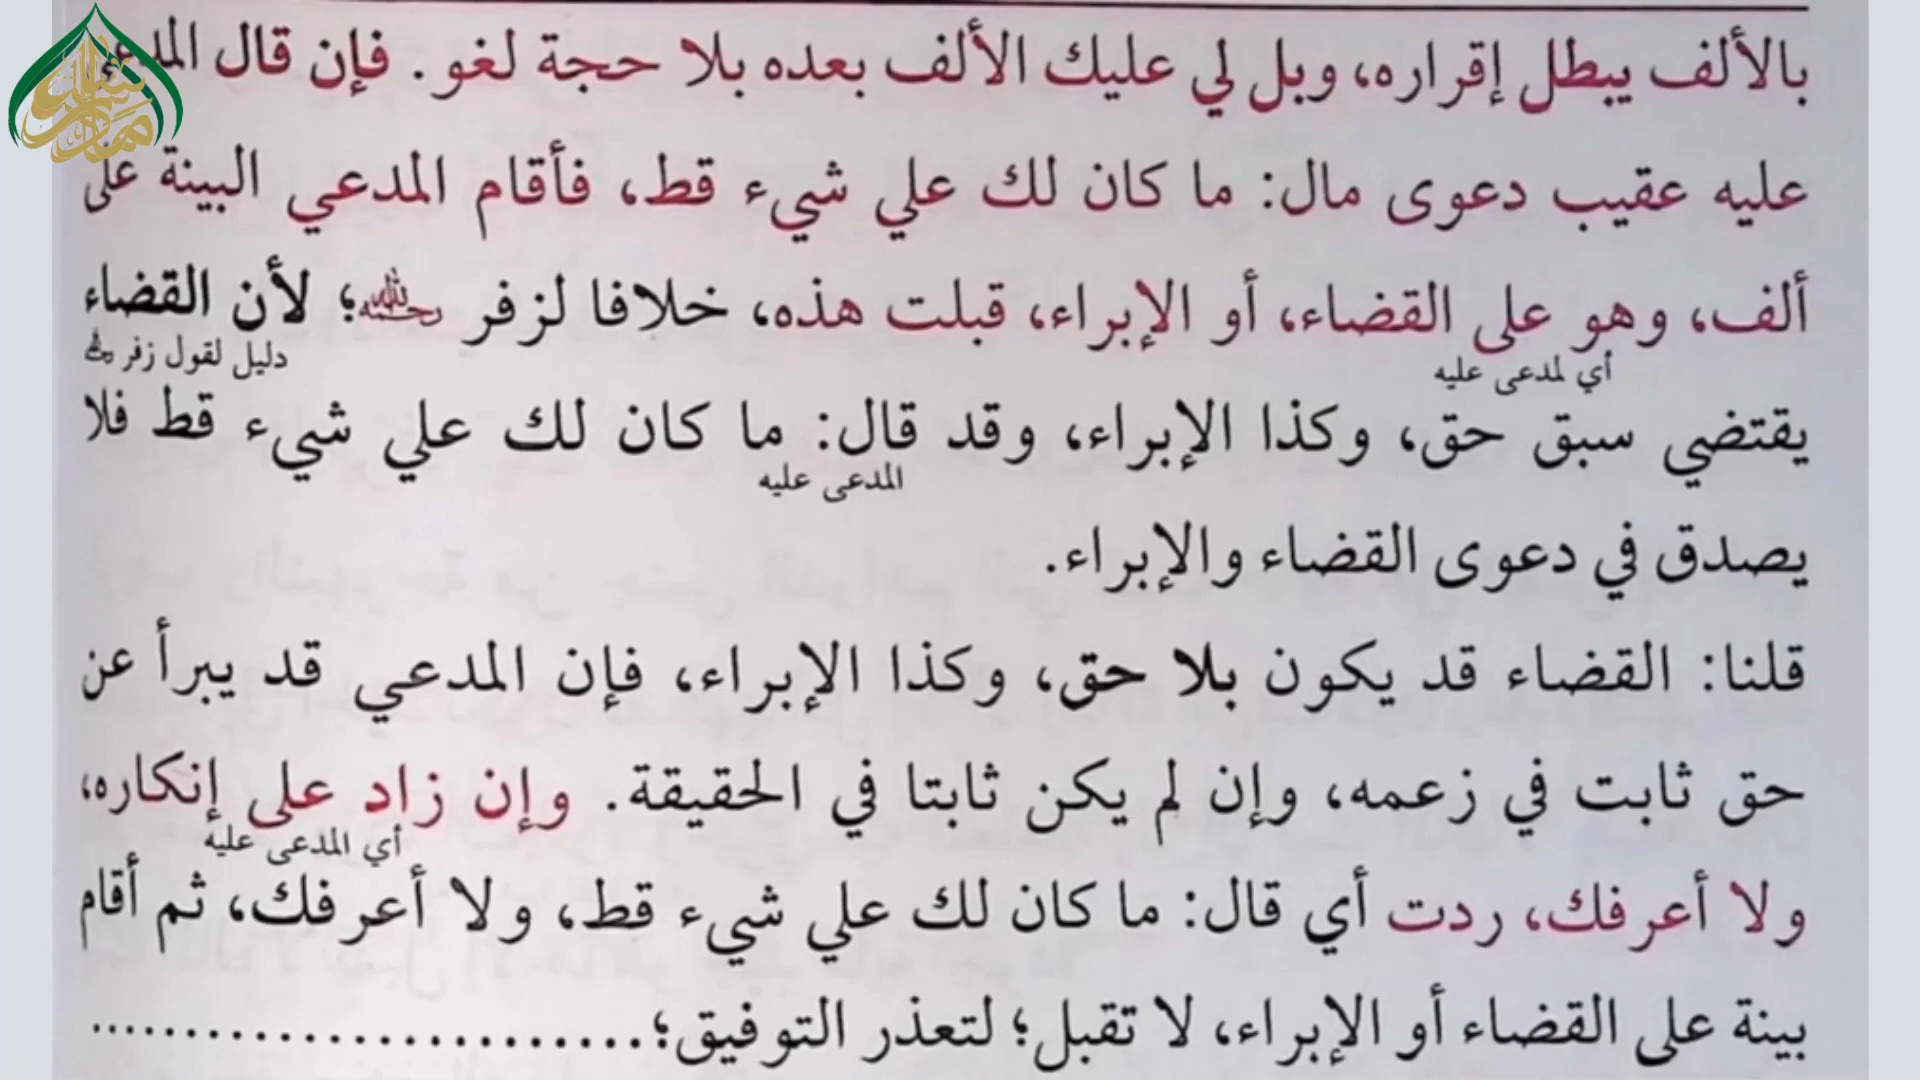 بالألف يبطل إقراره، وبل لي عليك الألف بعده بلا حجة لغو. فإن قال المدعى
عليه عقيب دعوى مال: ما كان لك علي شيء قط، فأقام المدعي البينة على
ألف، وهو على القضاء، أو الإبراء، قبلت هذه، خلافا لزفر رحمه الله؛ لأن القضاء
أي لمدعى عليه
دليل لقول زفر
يقتضي سبق حق، وكذا الإبراء، وقد قال: ما كان لك علي شيء قط فلا
المدعى عليه
يصدق في دعوى القضاء والإبراء.
قلنا: القضاء قد يكون بلا حق، وكذا الإبراء، فإن المدعي قد يبرأ عن
حق ثابت في زعمه، وإن لم يكن ثابتا في الحقيقة. وإن زاد على إنكاره،
أي المدعى عليه
ولا أعرفك، ردت أي قال: ما كان لك علي شيء قط، ولا أعرفك، ثم أقام
بينة على القضاء أو الإبراء، لا تقبل؛ لتعذر التوفيق؛...............................